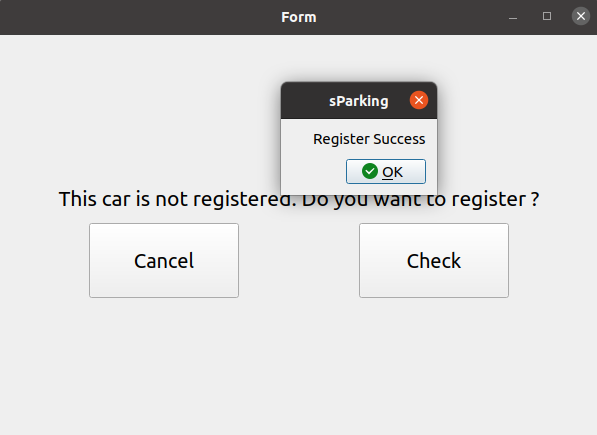 Form
sParking
Register Success
OK
This car is not registered. Do you want to register ?
Cancel
Check